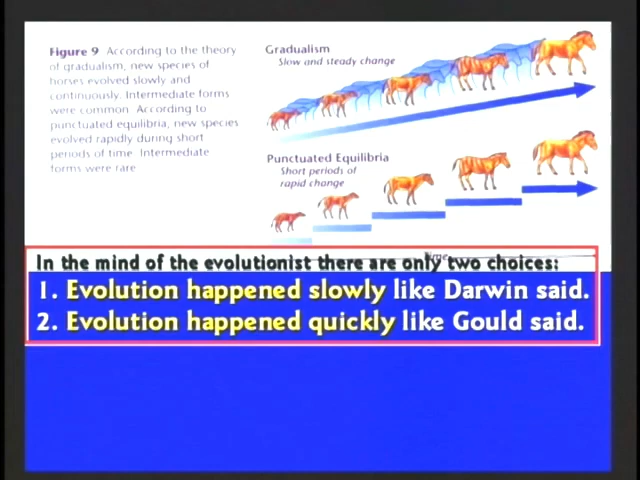 Figure 9 According to the theory
of gradualism, new species of
horses evolved slowly and
continuously. Intermediate forms
were common. According to
punctuated equilibria, new species
evolved rapidly during short
periods of time. Intermediate
forms were rare.
Gradualism
Slow and steady change
Punctuated Equilibria
Short periods of
rapid change
Time
In the mind of the evolutionist there are only two choices:
1. Evolution happened slowly like Darwin said.
2. Evolution happened quickly like Gould said.